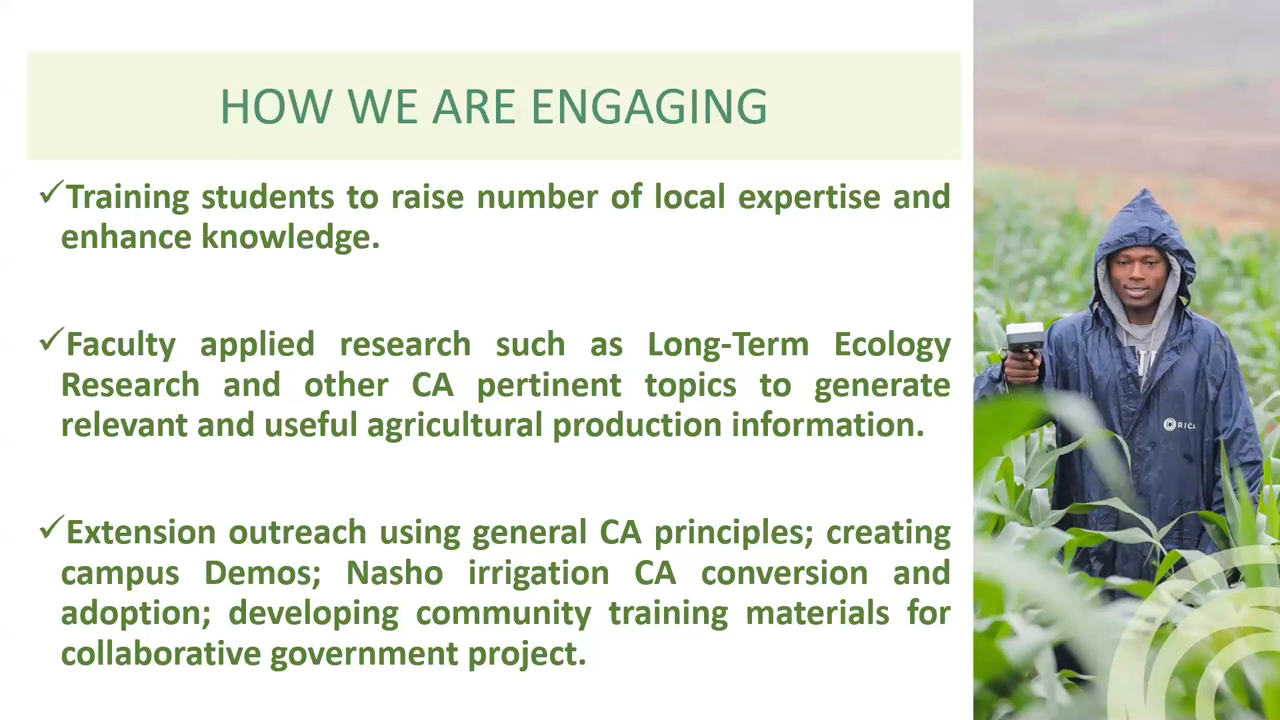 HOW WE ARE ENGAGING
✓Training students to raise number of local expertise and
enhance knowledge.
✓Faculty applied research such as Long-Term Ecology
Research and other CA pertinent topics to generate
relevant and useful agricultural production information.
✓Extension outreach using general CA principles; creating
campus Demos; Nasho irrigation CA conversion and
adoption; developing community training materials for
collaborative government project.
RICA